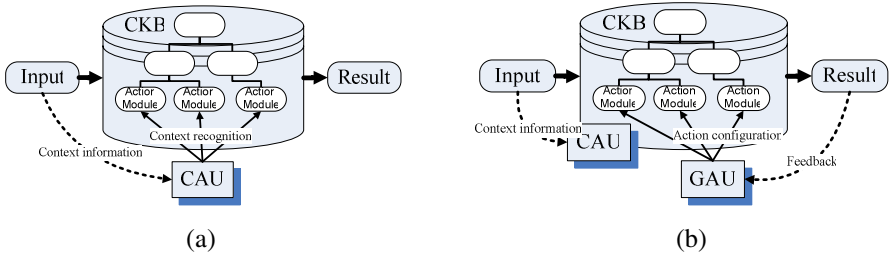 CKB
Input
Action Module
Action Module
Action Module
Result
Context recognition
Context information
CAU
(a)
CKB
Input
Action Module
Action Module
Action Module
Result
Context information
CAU
Action configuration
GAU
Feedback
(b)